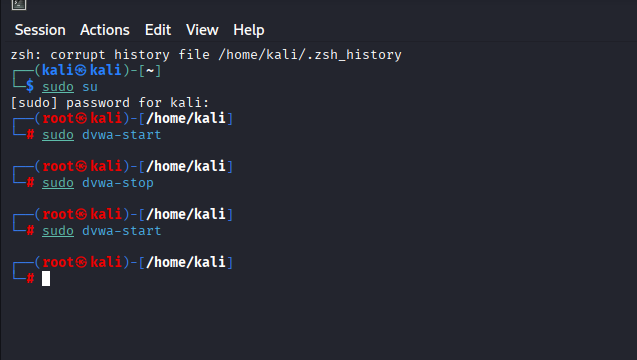 Session Actions Edit View Help
zsh: corrupt history file /home/kali/.zsh_history
┌──(kali㉿kali)-[~]
└─$ sudo su
[sudo] password for kali:
┌──(root㉿kali)-[/home/kali]
└─# sudo dvwa-start
┌──(root㉿kali)-[/home/kali]
└─# sudo dvwa-stop
┌──(root㉿kali)-[/home/kali]
└─# sudo dvwa-start
┌──(root㉿kali)-[/home/kali]
└─#